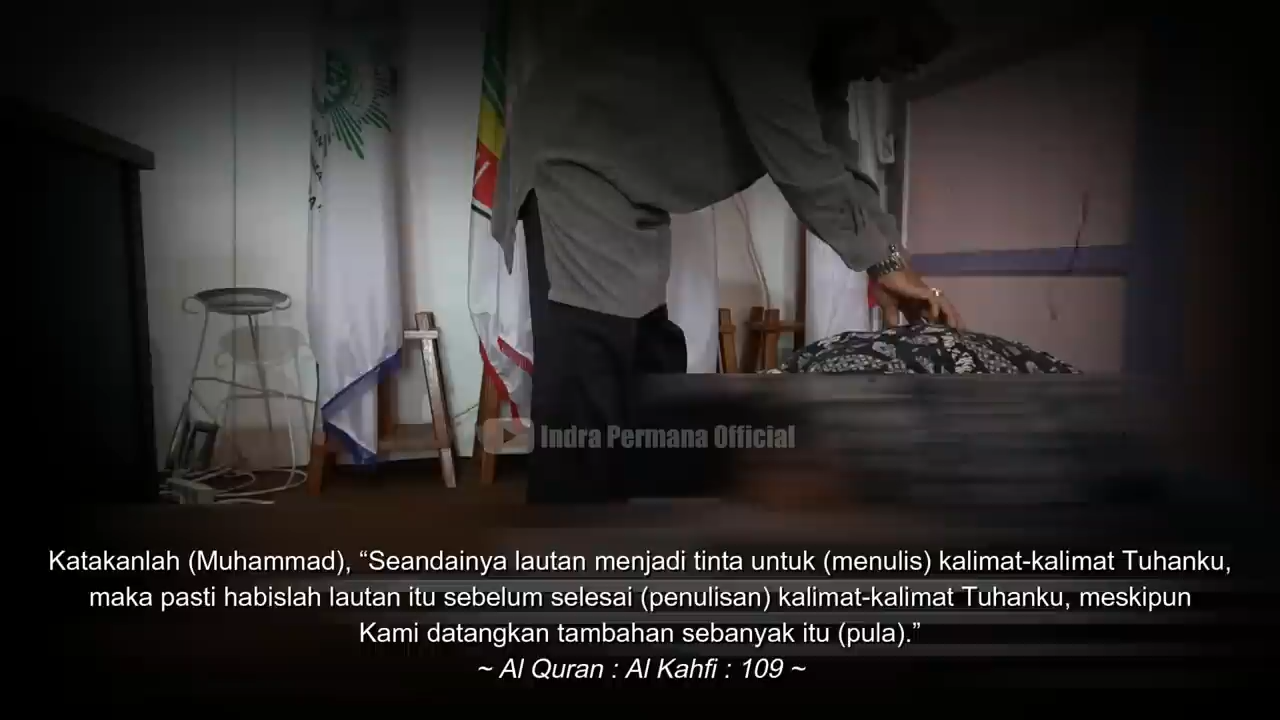 Indra Permana Official
Katakanlah (Muhammad), “Seandainya lautan menjadi tinta untuk (menulis) kalimat-kalimat Tuhanku,
maka pasti habislah lautan itu sebelum selesai (penulisan) kalimat-kalimat Tuhanku, meskipun
Kami datangkan tambahan sebanyak itu (pula).”
~ Al Quran : Al Kahfi : 109 ~